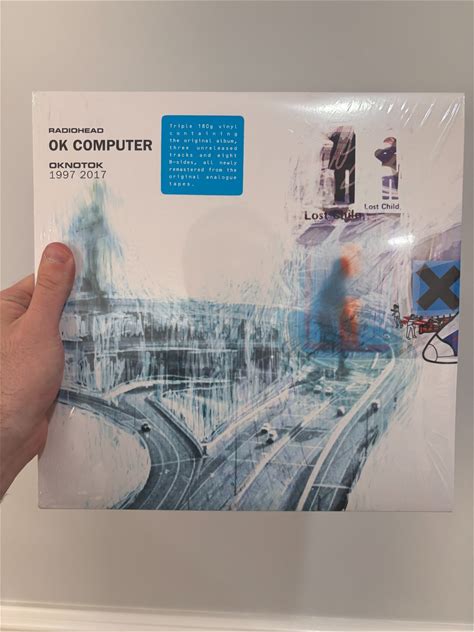 RADIOHEAD
OK COMPUTER
OKNOTOK
1997 2017
Triple 180g vinyl
containing
the original album,
three unreleased
tracks and eight
B-sides, all newly
remastered from the
original analogue
tapes.
Lost Child
Lost Child